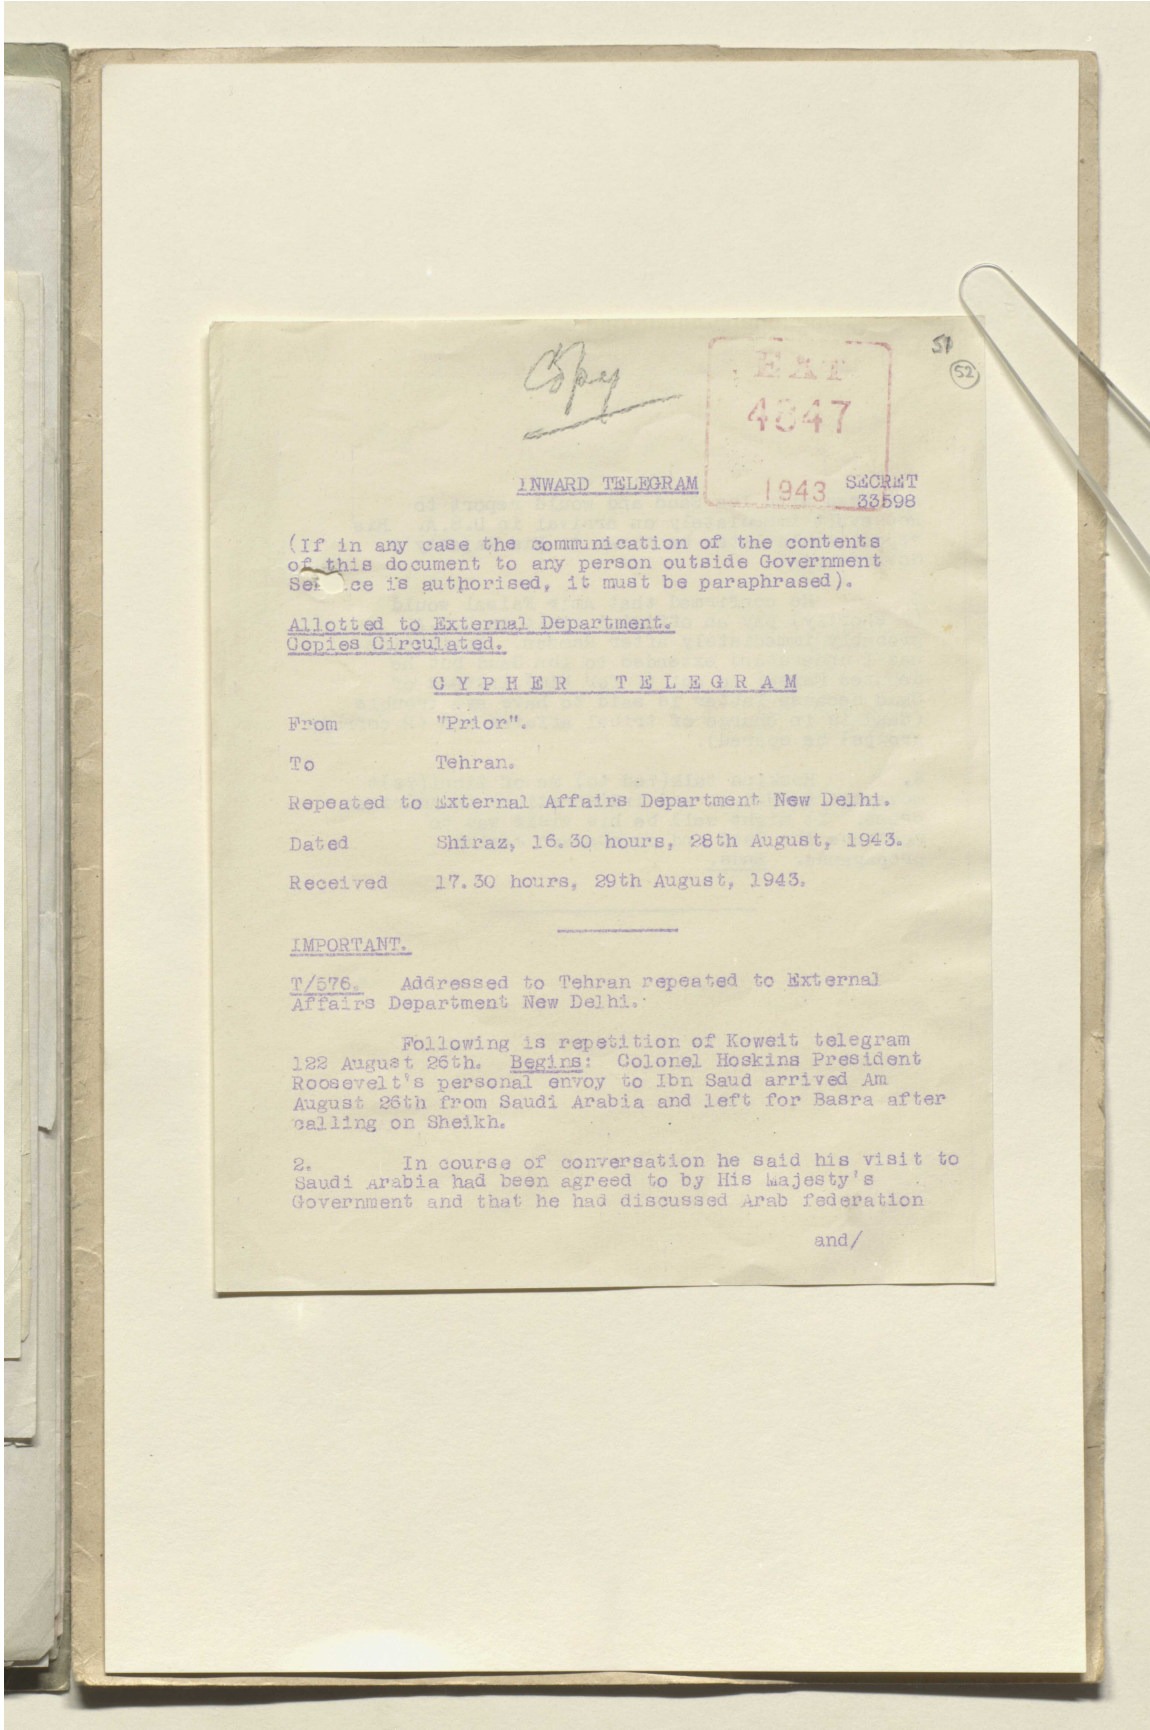 Copy
51
52
EXT
4847
1943
INWARD TELEGRAM
SECRET
33598
(If in any case the communication of the contents
of this document to any person outside Government
Se ce is authorised, it must be paraphrased).
Allotted to External Department.
Copies Circulated.
CYPHER TELEGRAM
From "Prior".
To Tehran.
Repeated to External Affairs Department New Delhi.
Dated Shiraz, 16.30 hours, 28th August, 1943.
Received 17.30 hours, 29th August, 1943.
IMPORTANT.
T/576. Addressed to Tehran repeated to External
Affairs Department New Delhi.
Following is repetition of Koweit telegram
122 August 26th. Begins: Colonel Hoskins President
Roosevelt's personal envoy to Ibn Saud arrived Am
August 26th from Saudi Arabia and left for Basra after
calling on Sheikh.
2. In course of conversation he said his visit to
Saudi Arabia had been agreed to by His Majesty's
Government and that he had discussed Arab federation
and/